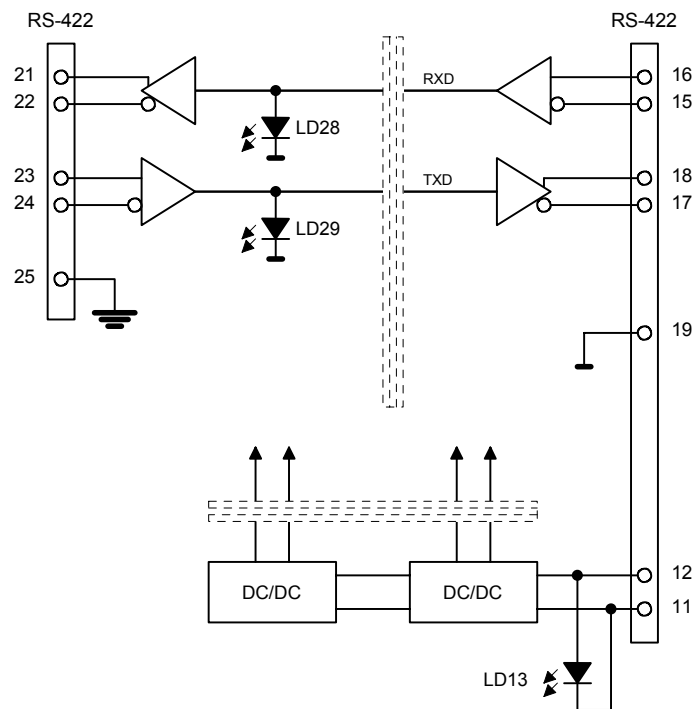 RS-422 RS-422
21 RXD 16
22 15
LD28
23 TXD 18
24 17
LD29
25
19
DC/DC DC/DC 12
11
LD13